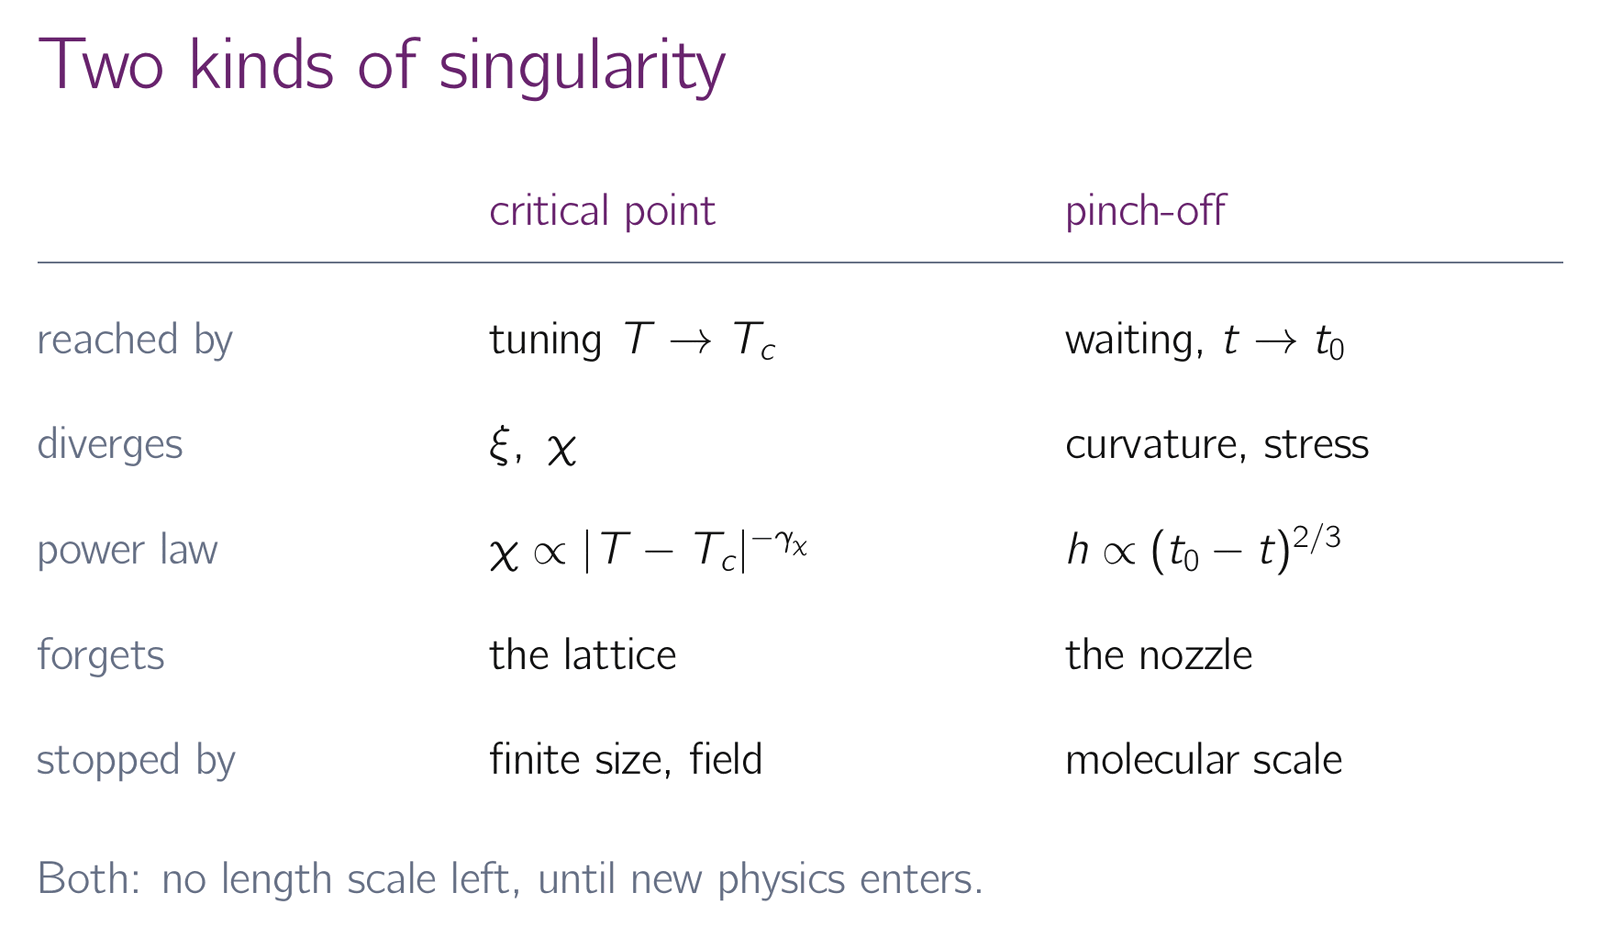 Two kinds of singularity
critical point pinch-off
reached by tuning T → T_c waiting, t → t_0
diverges ξ, χ curvature, stress
power law χ ∝ |T − T_c|^{−γ_χ} h ∝ (t_0 − t)^{2/3}
forgets the lattice the nozzle
stopped by finite size, field molecular scale
Both: no length scale left, until new physics enters.